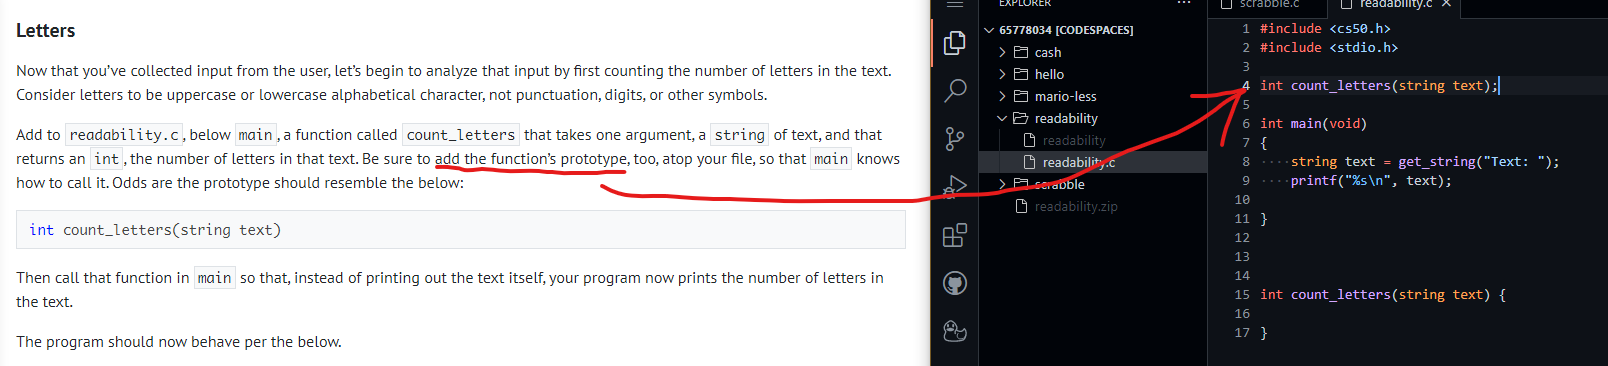 Letters
Now that you've collected input from the user, let's begin to analyze that input by first counting the number of letters in the text.
Consider letters to be uppercase or lowercase alphabetical character, not punctuation, digits, or other symbols.
Add to readability.c, below main, a function called count_letters that takes one argument, a string of text, and that
returns an int, the number of letters in that text. Be sure to add the function's prototype, too, atop your file, so that main knows
how to call it. Odds are the prototype should resemble the below:
int count_letters(string text)
Then call that function in main so that, instead of printing out the text itself, your program now prints the number of letters in
the text.
The program should now behave per the below.
EXPLORER ...
65778034 [CODESPACES]
cash
hello
mario-less
readability
readability
readability.c
scrabble
readability.zip
scrabble.c readability.c ×
1 #include <cs50.h>
2 #include <stdio.h>
3
4 int count_letters(string text);
5
6 int main(void)
7 {
8 ····string text = get_string("Text: ");
9 ····printf("%s\n", text);
10
11 }
12
13
14
15 int count_letters(string text) {
16
17 }